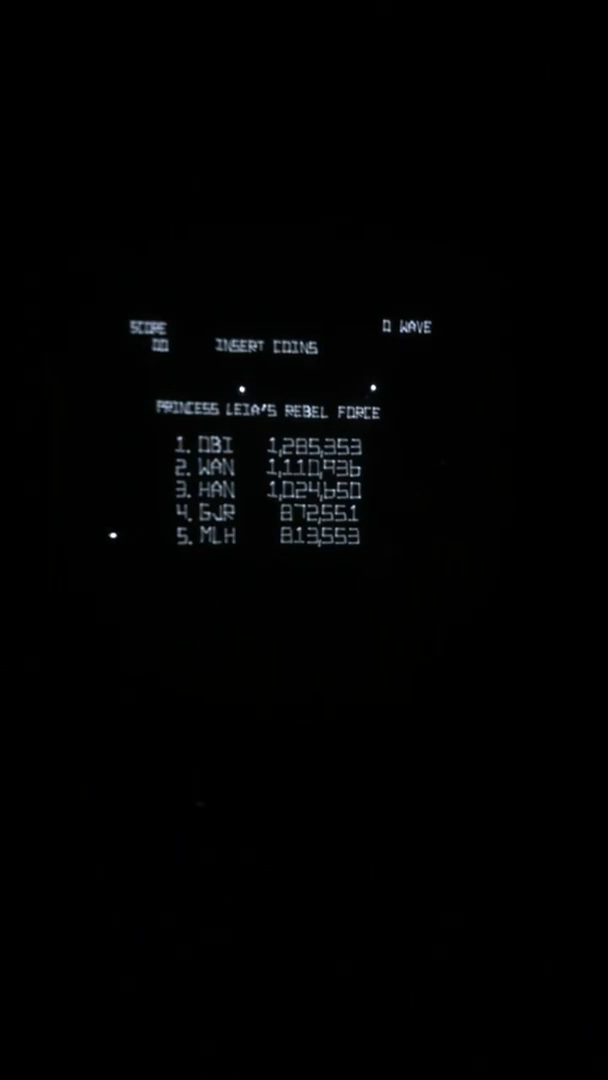 SCORE
0 WAVE
00
INSERT COINS
PRINCESS LEIA'S REBEL FORCE
1. OBI 1,285,353
2. WAN 1,110,936
3. HAN 1,024,650
4. GJR 872,551
5. MLH 813,553